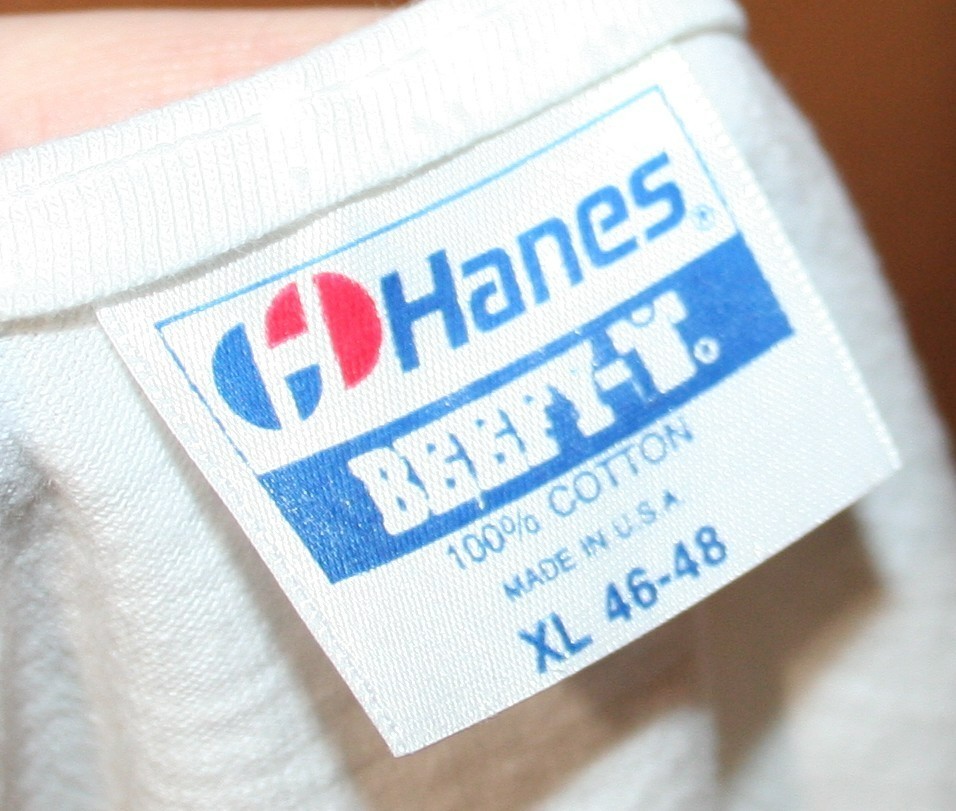 Hanes®
BEEFY-T.®
100% COTTON
MADE IN U.S.A.
XL 46-48